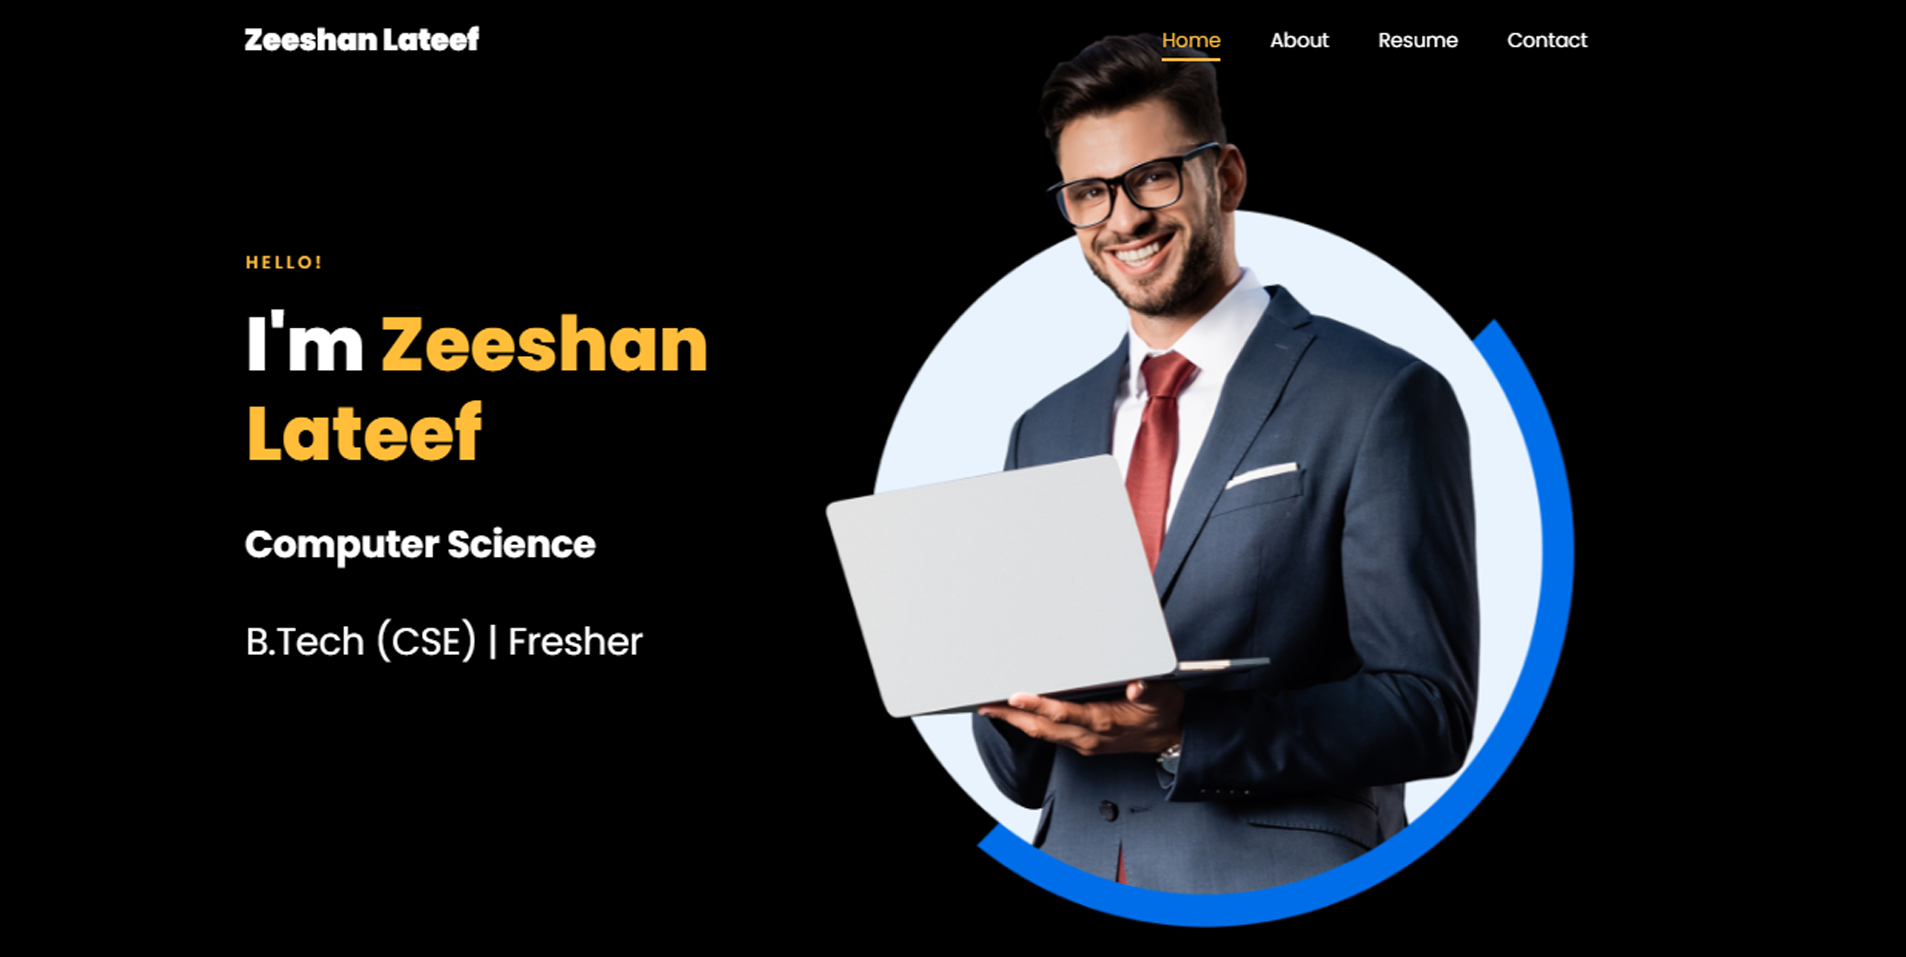 Zeeshan Lateef
Home About Resume Contact
HELLO!
I'm Zeeshan
Lateef
Computer Science
B.Tech (CSE) | Fresher